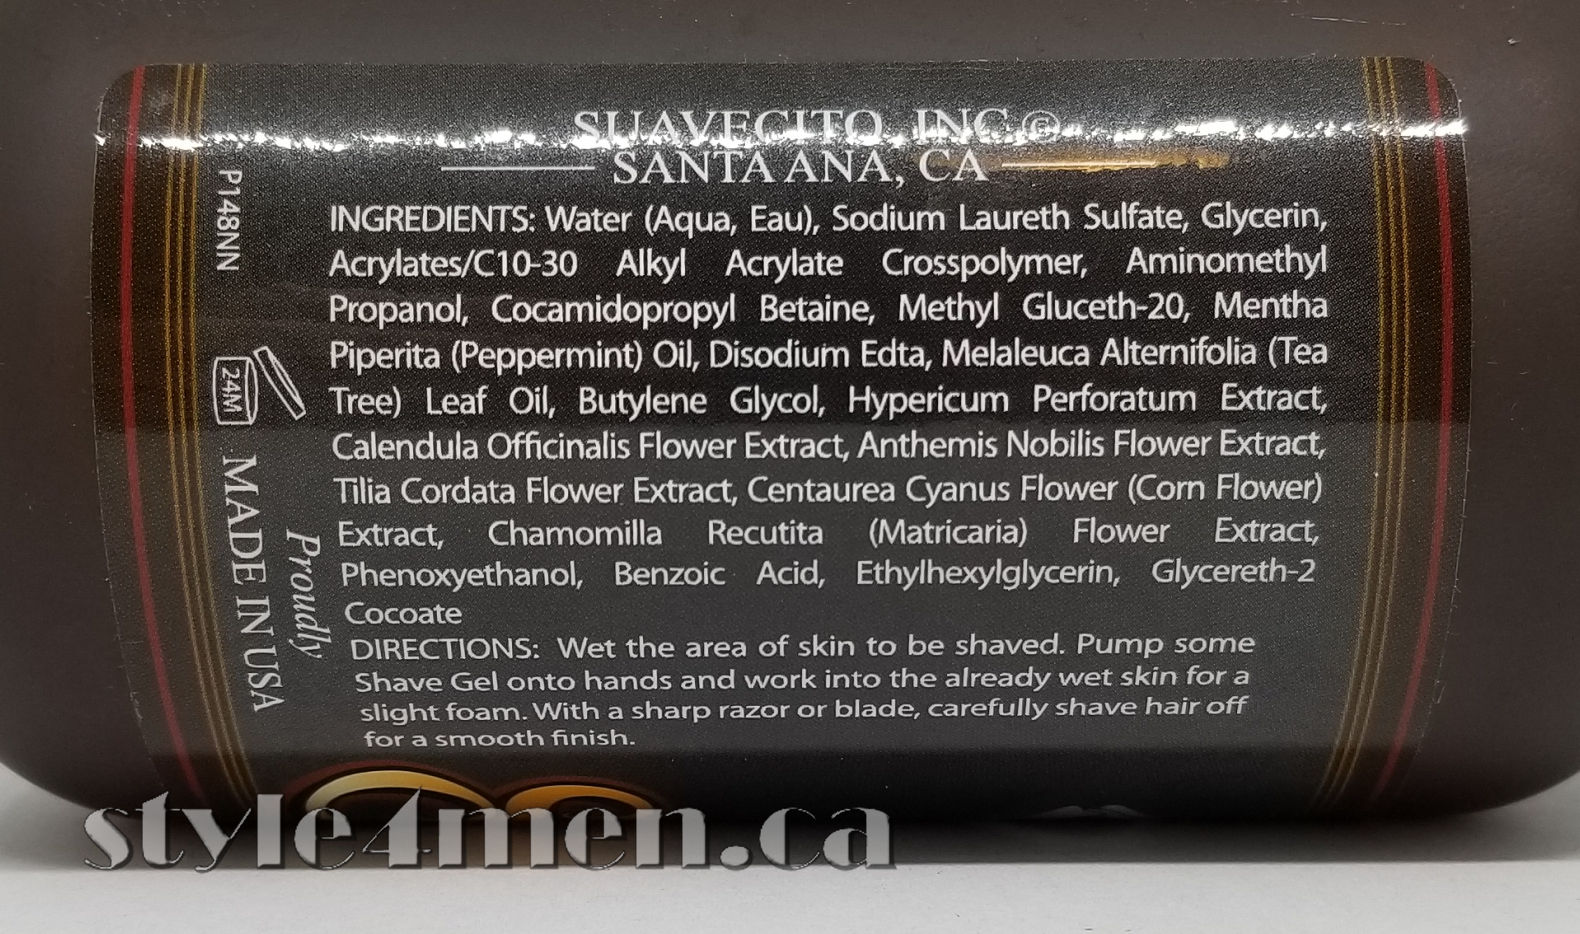 SUAVECITO, INC©
SANTA ANA, CA
INGREDIENTS: Water (Aqua, Eau), Sodium Laureth Sulfate, Glycerin,
Acrylates/C10-30 Alkyl Acrylate Crosspolymer, Aminomethyl
Propanol, Cocamidopropyl Betaine, Methyl Gluceth-20, Mentha
Piperita (Peppermint) Oil, Disodium Edta, Melaleuca Alternifolia (Tea
Tree) Leaf Oil, Butylene Glycol, Hypericum Perforatum Extract,
Calendula Officinalis Flower Extract, Anthemis Nobilis Flower Extract,
Tilia Cordata Flower Extract, Centaurea Cyanus Flower (Corn Flower)
Extract, Chamomilla Recutita (Matricaria) Flower Extract,
Phenoxyethanol, Benzoic Acid, Ethylhexylglycerin, Glycereth-2
Cocoate
DIRECTIONS: Wet the area of skin to be shaved. Pump some
Shave Gel onto hands and work into the already wet skin for a
slight foam. With a sharp razor or blade, carefully shave hair off
for a smooth finish.
P148NN
24M
Proudly
MADE IN USA
style4men.ca